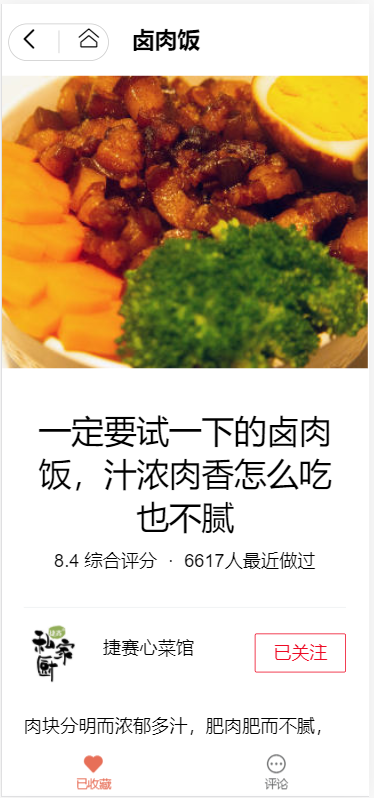 卤肉饭
一定要试一下的卤肉
饭，汁浓肉香怎么吃
也不腻
8.4 综合评分 · 6617人最近做过
私家厨
捷赛心菜馆
已关注
肉块分明而浓郁多汁，肥肉肥而不腻，
已收藏
评论